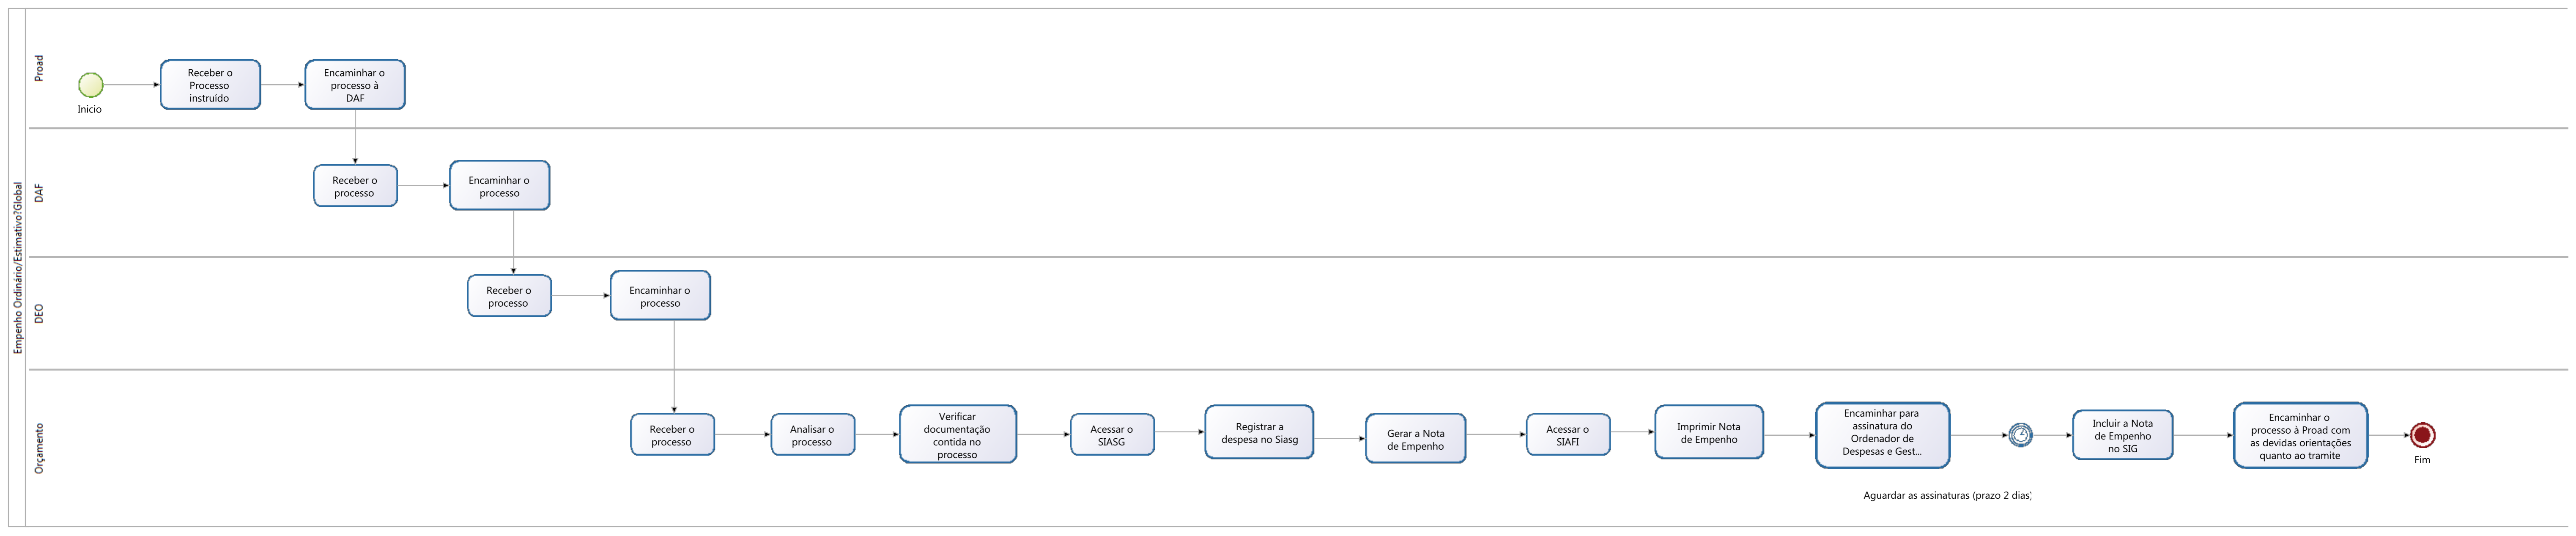 Empenho Ordinário/Estimativo?Global
Proad
Inicio
Receber o
Processo
instruído
Encaminhar o
processo à
DAF
DAF
Receber o
processo
Encaminhar o
processo
DEO
Receber o
processo
Encaminhar o
processo
Orçamento
Receber o
processo
Analisar o
processo
Verificar
documentação
contida no
processo
Acessar o
SIASG
Registrar a
despesa no Siasg
Gerar a Nota
de Empenho
Acessar o
SIAFI
Imprimir Nota
de Empenho
Encaminhar para
assinatura do
Ordenador de
Despesas e Gest...
Aguardar as assinaturas (prazo 2 dias)
Incluir a Nota
de Empenho
no SIG
Encaminhar o
processo à Proad com
as devidas orientações
quanto ao tramite
Fim